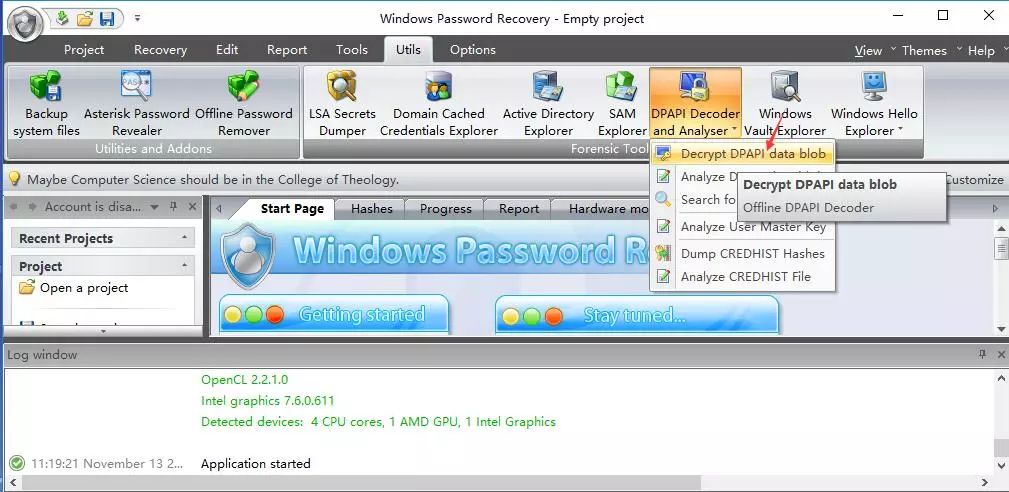 Windows Password Recovery - Empty project
Project Recovery Edit Report Tools Utils Options View Themes Help
Backup system files
Asterisk Password Revealer
Offline Password Remover
Utilities and Addons
LSA Secrets Dumper
Domain Cached Credentials Explorer
Active Directory Explorer
SAM Explorer
DPAPI Decoder and Analyser
Windows Vault Explorer
Windows Hello Explorer
Forensic Tool
Decrypt DPAPI data blob
Analyze D
Search fo
Analyze User Master Key
Dump CREDHIST Hashes
Analyze CREDHIST File
Decrypt DPAPI data blob
Offline DPAPI Decoder
Maybe Computer Science should be in the College of Theology.
Customize
Account is disa...
Start Page Hashes Progress Report Hardware mo
Recent Projects
Project
Open a project
Windows Password R
Getting started
Stay tuned...
Log window
OpenCL 2.2.1.0
Intel graphics 7.6.0.611
Detected devices: 4 CPU cores, 1 AMD GPU, 1 Intel Graphics
11:19:21 November 13 2... Application started